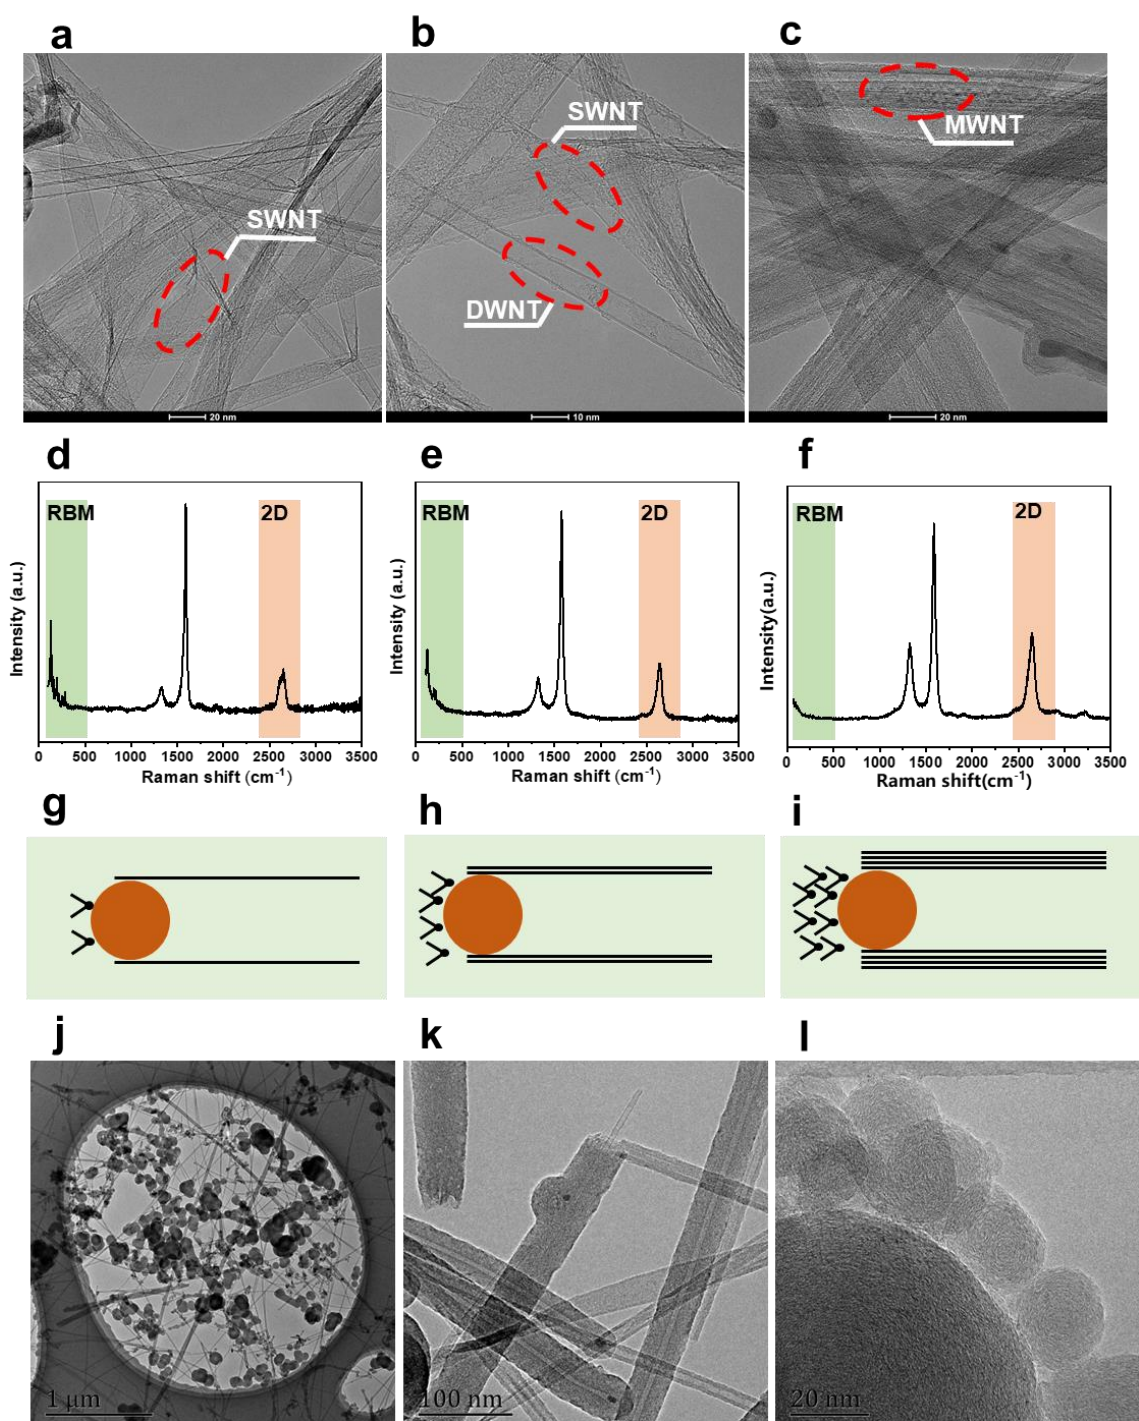 a
b
c
SWNT
20 nm
SWNT
DWNT
10 nm
MWNT
20 nm
d
e
f
RBM
2D
Intensity (a.u.)
0 500 1000 1500 2000 2500 3000 3500
Raman shift (cm⁻¹)
RBM
2D
Intensity (a.u.)
0 500 1000 1500 2000 2500 3000 3500
Raman shift (cm⁻¹)
RBM
2D
Intensity(a.u.)
0 500 1000 1500 2000 2500 3000 3500
Raman shift(cm⁻¹)
g
h
i
j
k
l
1 µm
100 nm
20 nm